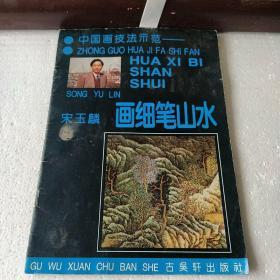 中国画技法示范——
ZHONG GUO HUA JI FA SHI FAN
HUA XI BI
SHAN
SHUI
SONG YU LIN
宋玉麟
画细笔山水
GU WU XUAN CHU BAN SHE 古吴轩出版社